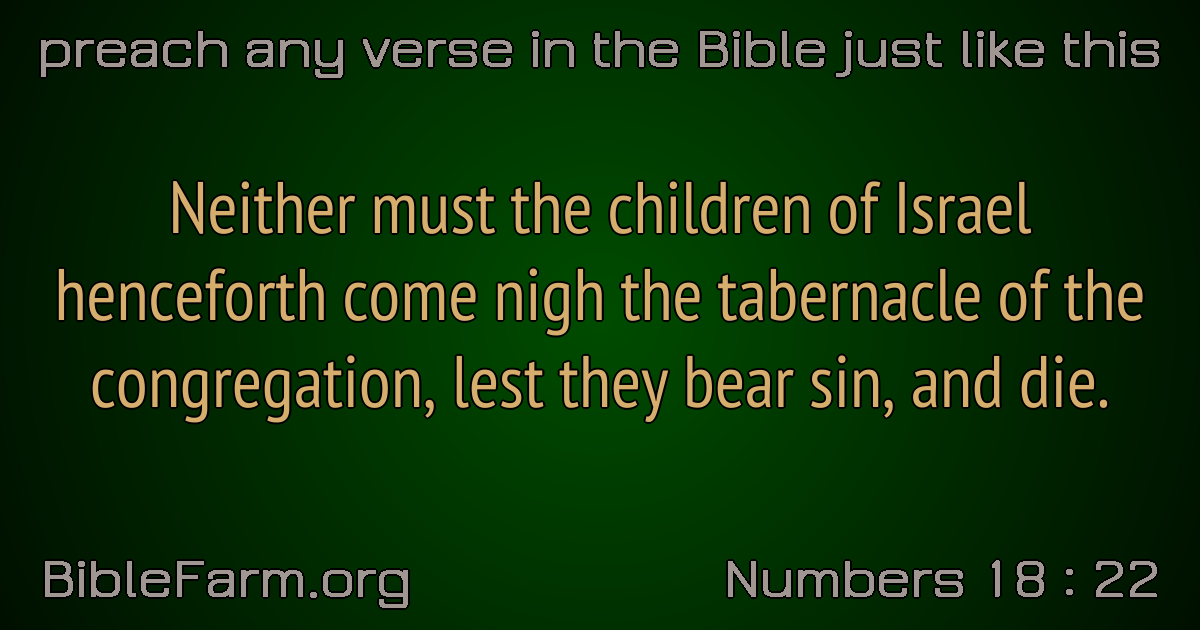 preach any verse in the Bible just like this
Neither must the children of Israel
henceforth come nigh the tabernacle of the
congregation, lest they bear sin, and die.
BibleFarm.org
Numbers 18 : 22